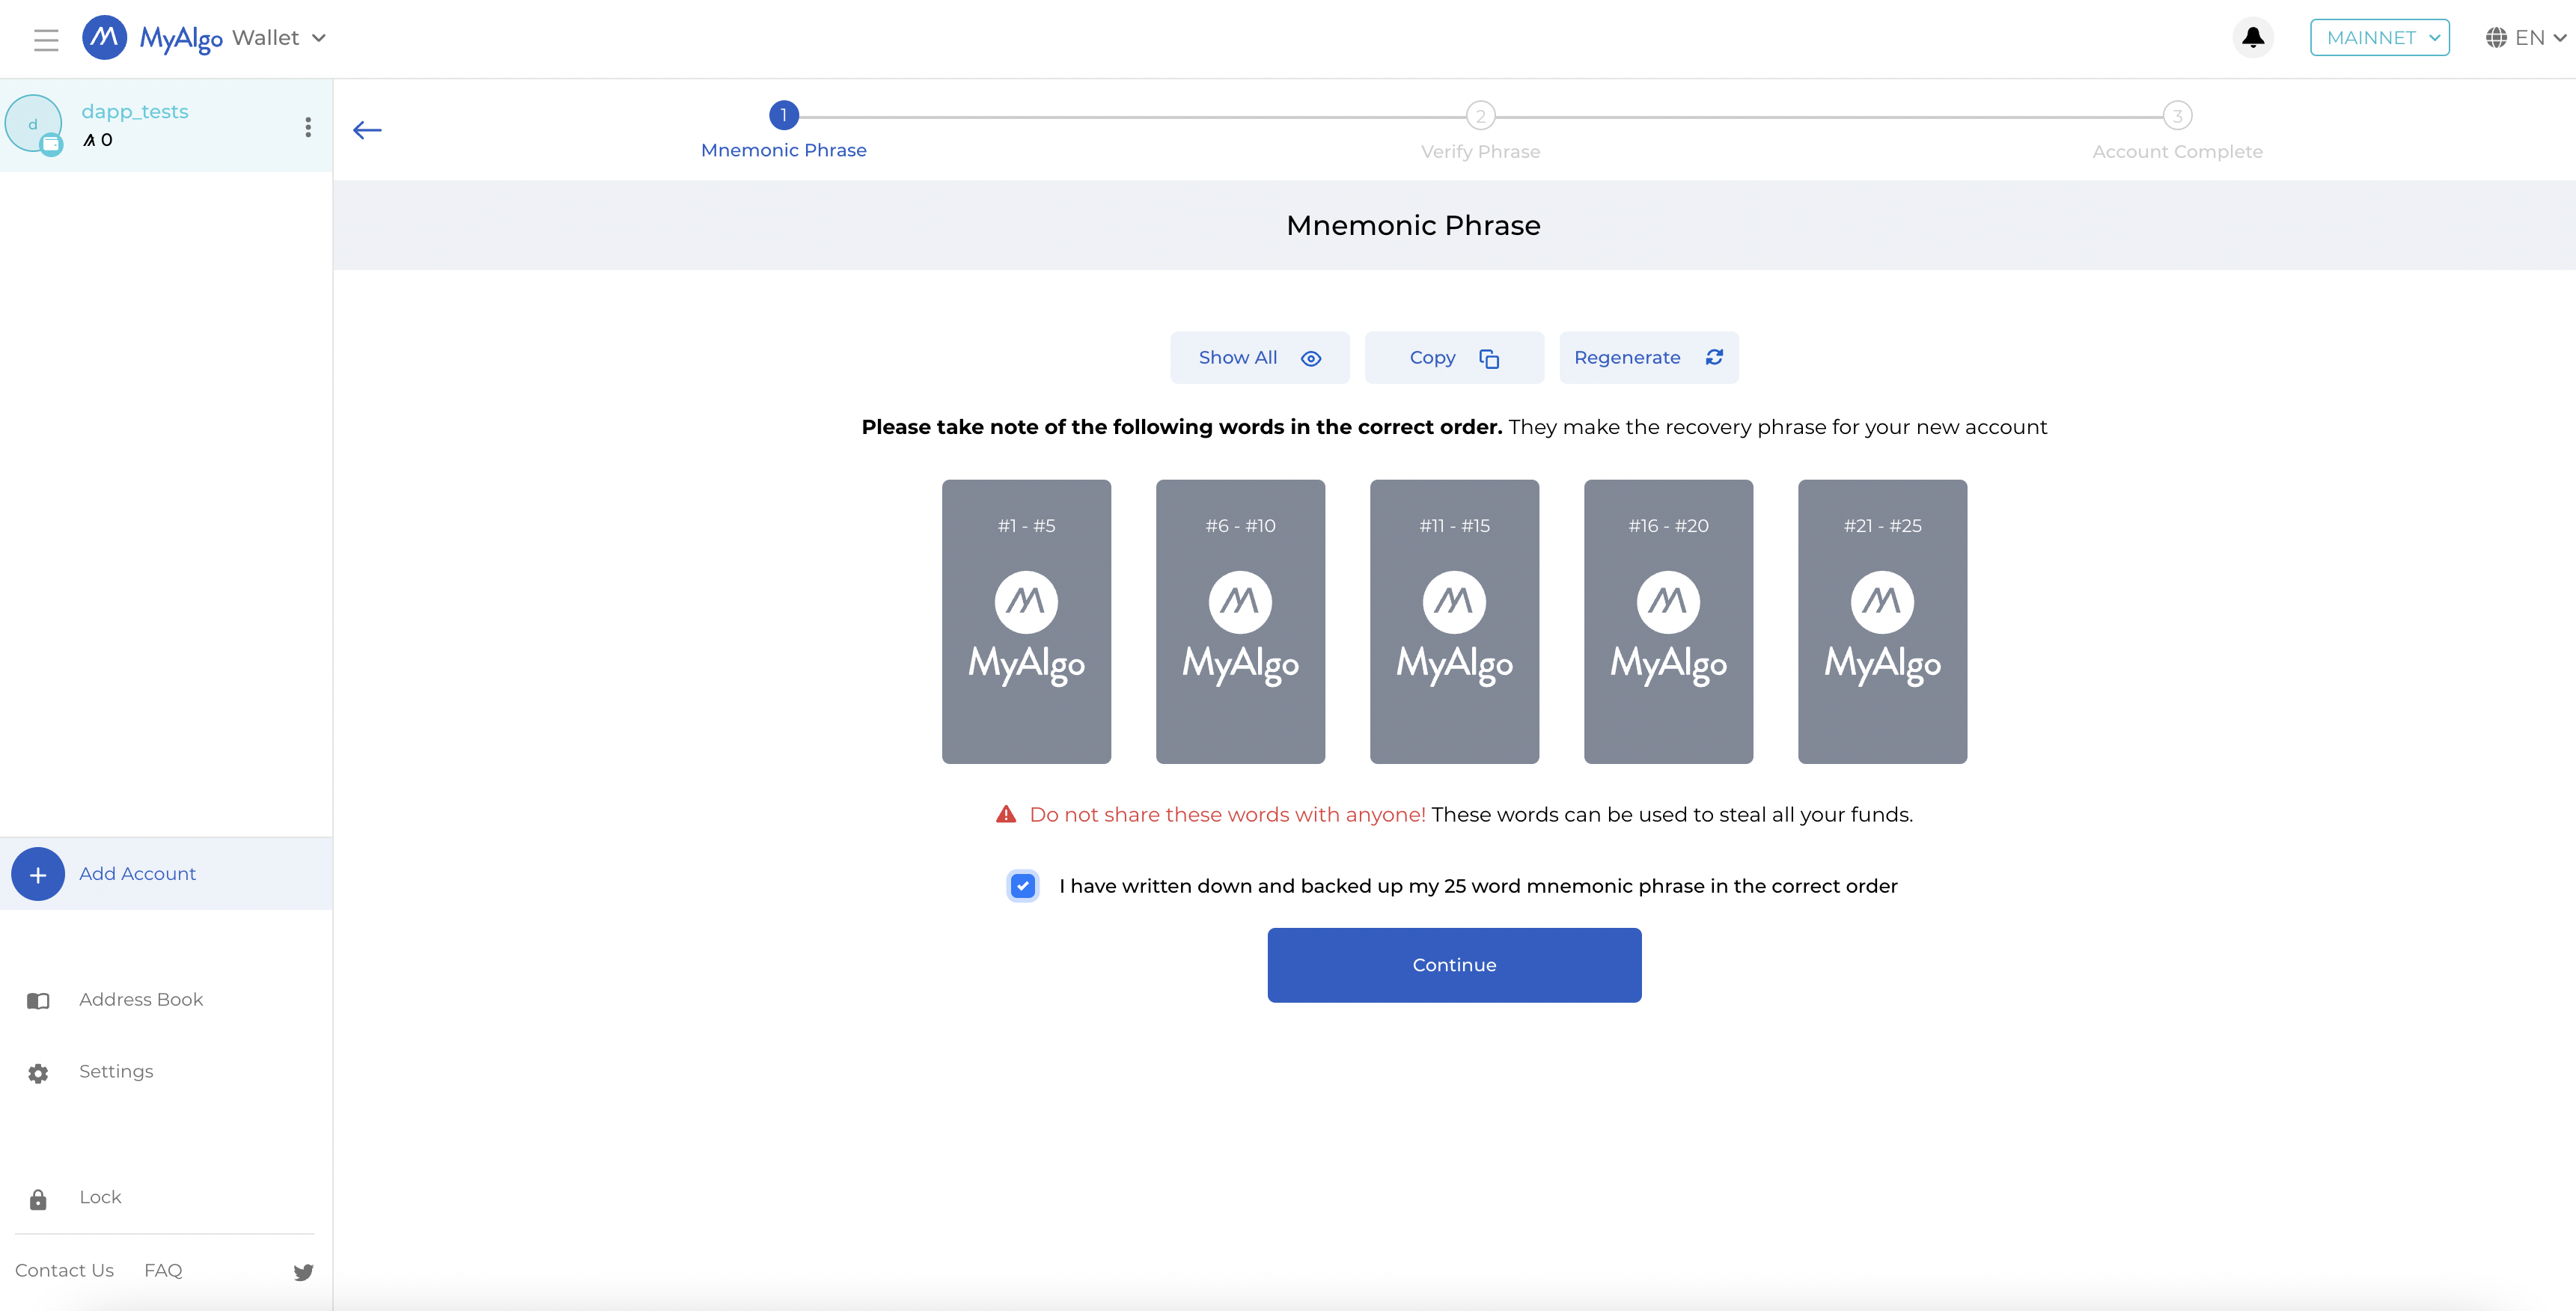 MyAlgo Wallet
MAINNET
EN
d
dapp_tests
0
1
2
3
Mnemonic Phrase
Verify Phrase
Account Complete
Mnemonic Phrase
Show All
Copy
Regenerate
Please take note of the following words in the correct order. They make the recovery phrase for your new account
#1 - #5
#6 - #10
#11 - #15
#16 - #20
#21 - #25
MyAlgo
MyAlgo
MyAlgo
MyAlgo
MyAlgo
Do not share these words with anyone! These words can be used to steal all your funds.
I have written down and backed up my 25 word mnemonic phrase in the correct order
Continue
Add Account
Address Book
Settings
Lock
Contact Us
FAQ